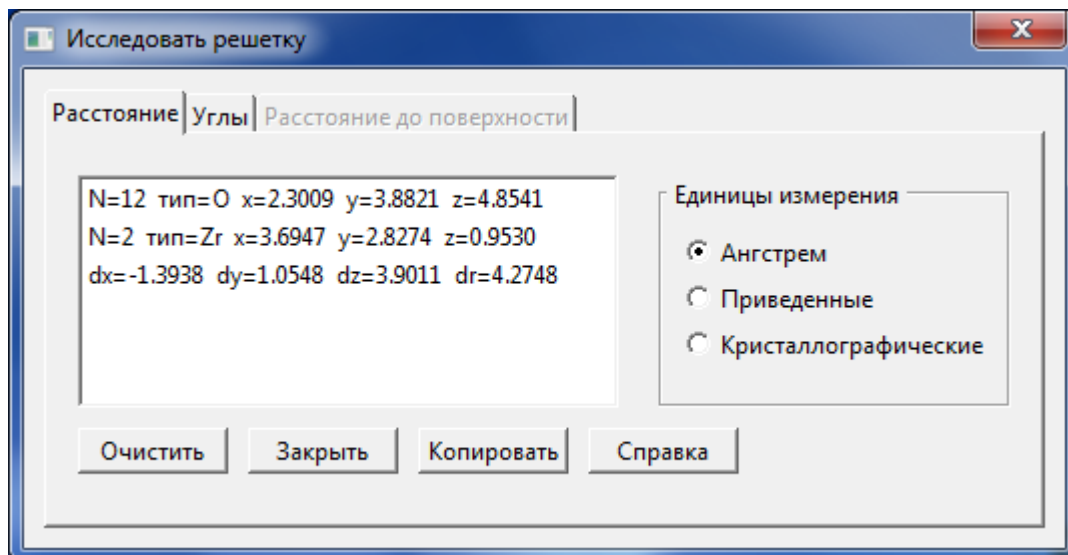 Исследовать решетку
Расстояние Углы Расстояние до поверхности
N=12 тип=O x=2.3009 y=3.8821 z=4.8541
N=2 тип=Zr x=3.6947 y=2.8274 z=0.9530
dx=-1.3938 dy=1.0548 dz=3.9011 dr=4.2748
Единицы измерения
Ангстрем
Приведенные
Кристаллографические
Очистить Закрыть Копировать Справка